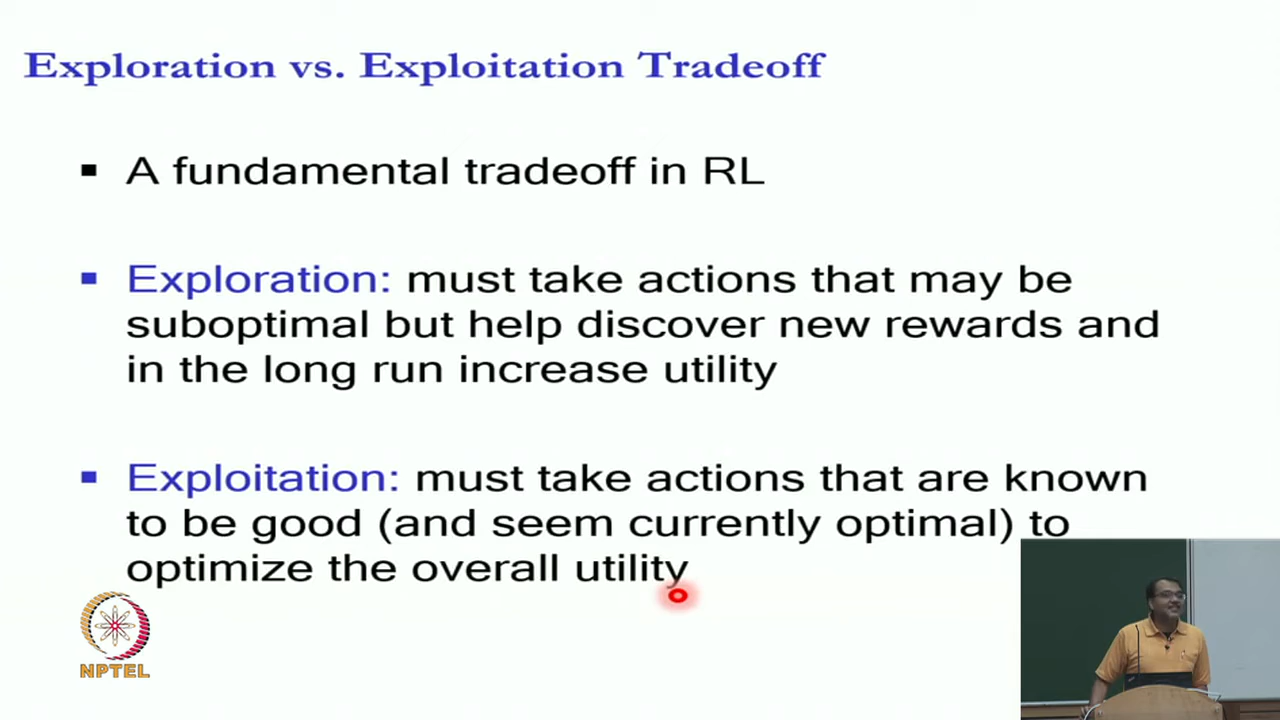 Exploration vs. Exploitation Tradeoff
▪ A fundamental tradeoff in RL
▪ Exploration: must take actions that may be
suboptimal but help discover new rewards and
in the long run increase utility
▪ Exploitation: must take actions that are known
to be good (and seem currently optimal) to
optimize the overall utility
NPTEL